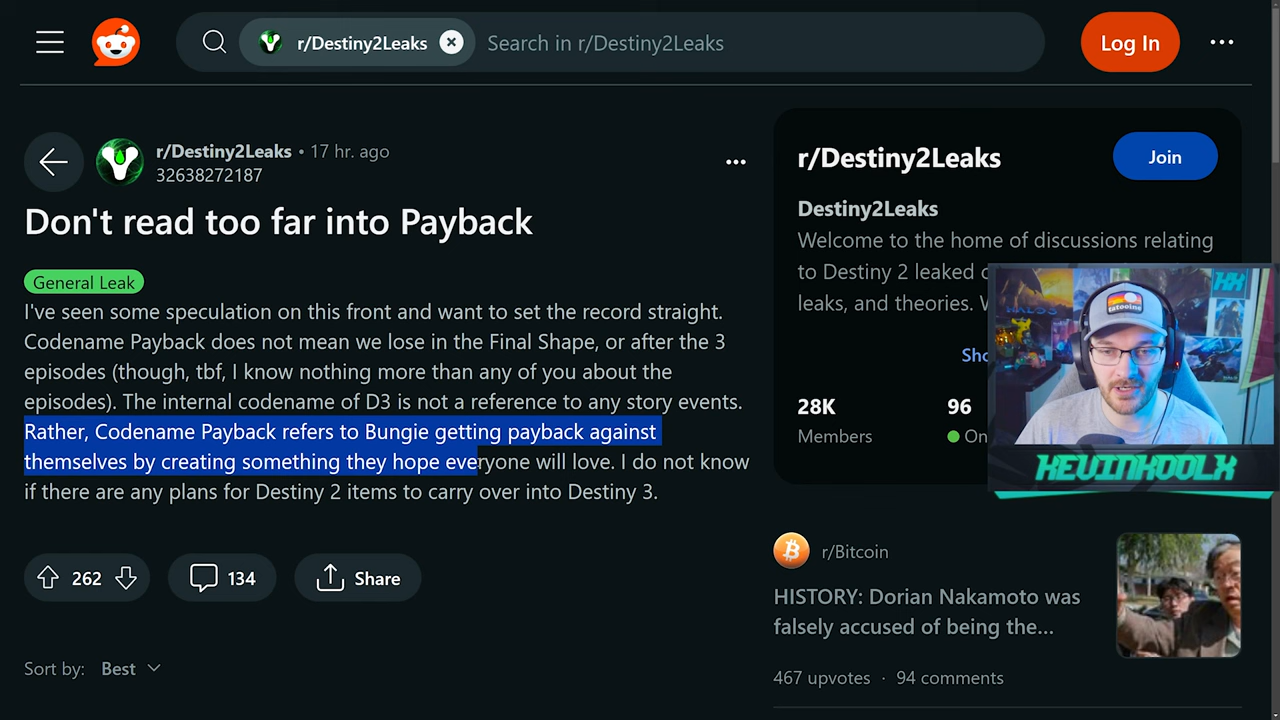 r/Destiny2Leaks
Search in r/Destiny2Leaks
Log In
r/Destiny2Leaks • 17 hr. ago
32638272187
Don't read too far into Payback
General Leak
I've seen some speculation on this front and want to set the record straight.
Codename Payback does not mean we lose in the Final Shape, or after the 3
episodes (though, tbf, I know nothing more than any of you about the
episodes). The internal codename of D3 is not a reference to any story events.
Rather, Codename Payback refers to Bungie getting payback against
themselves by creating something they hope everyone will love. I do not know
if there are any plans for Destiny 2 items to carry over into Destiny 3.
262
134
Share
Sort by: Best
r/Destiny2Leaks
Join
Destiny2Leaks
Welcome to the home of discussions relating
to Destiny 2 leaked
leaks, and theories.
28K
96
Members
KEVINKOOLX
r/Bitcoin
HISTORY: Dorian Nakamoto was
falsely accused of being the...
467 upvotes · 94 comments